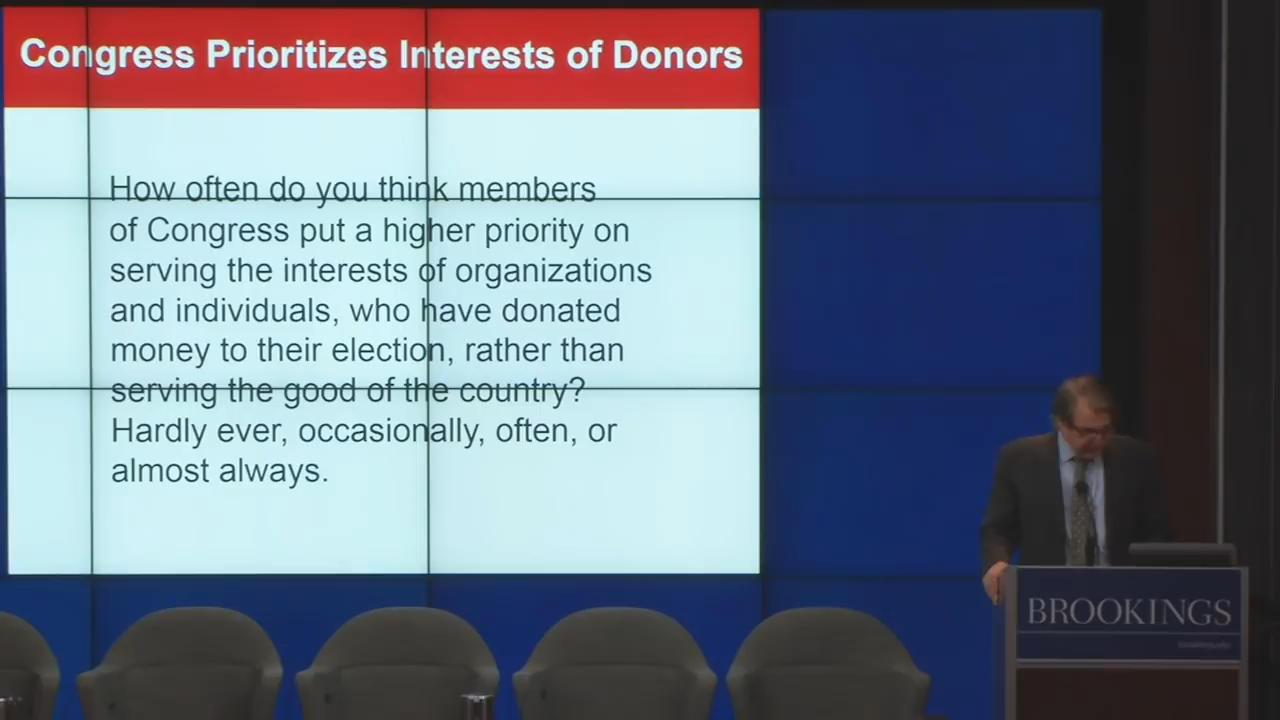 Congress Prioritizes Interests of Donors
How often do you think members
of Congress put a higher priority on
serving the interests of organizations
and individuals, who have donated
money to their election, rather than
serving the good of the country?
Hardly ever, occasionally, often, or
almost always.
BROOKINGS